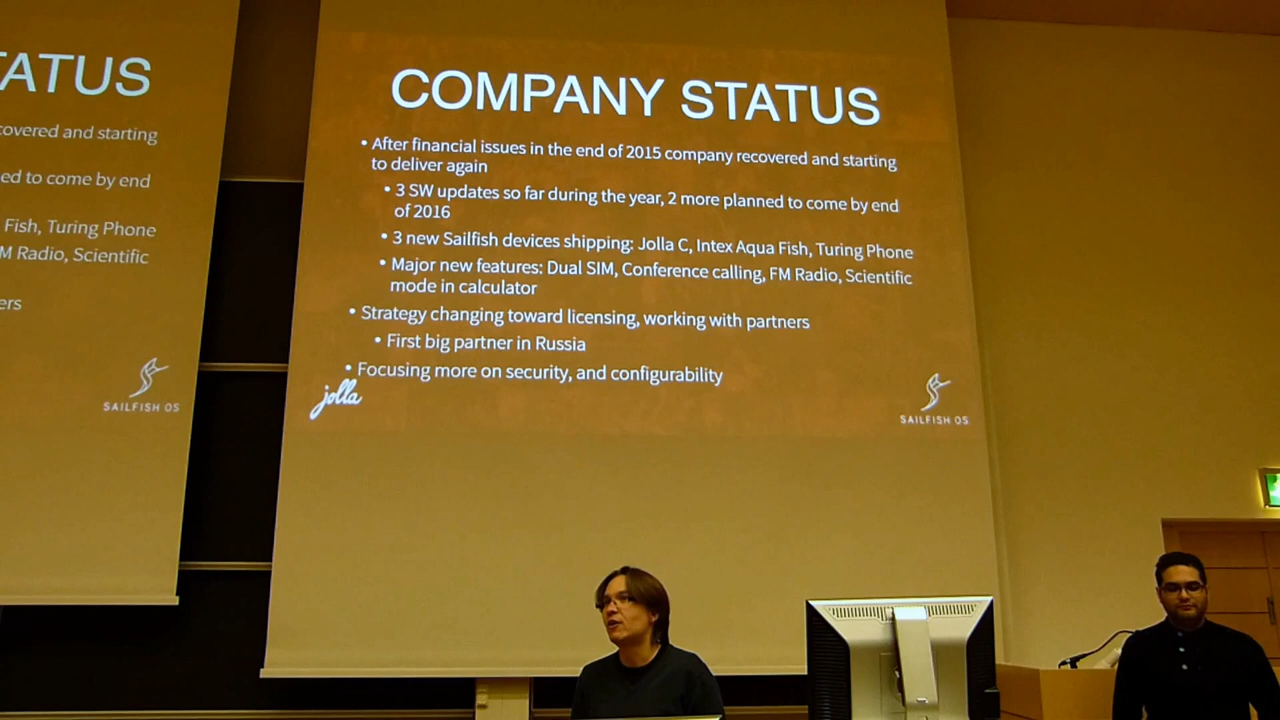 TATUS
covered and starting
ed to come by end
Fish, Turing Phone
M Radio, Scientific
ers
SAILFISH OS
COMPANY STATUS
• After financial issues in the end of 2015 company recovered and starting
to deliver again
• 3 SW updates so far during the year, 2 more planned to come by end
of 2016
• 3 new Sailfish devices shipping: Jolla C, Intex Aqua Fish, Turing Phone
• Major new features: Dual SIM, Conference calling, FM Radio, Scientific
mode in calculator
• Strategy changing toward licensing, working with partners
• First big partner in Russia
• Focusing more on security, and configurability
jolla
SAILFISH OS